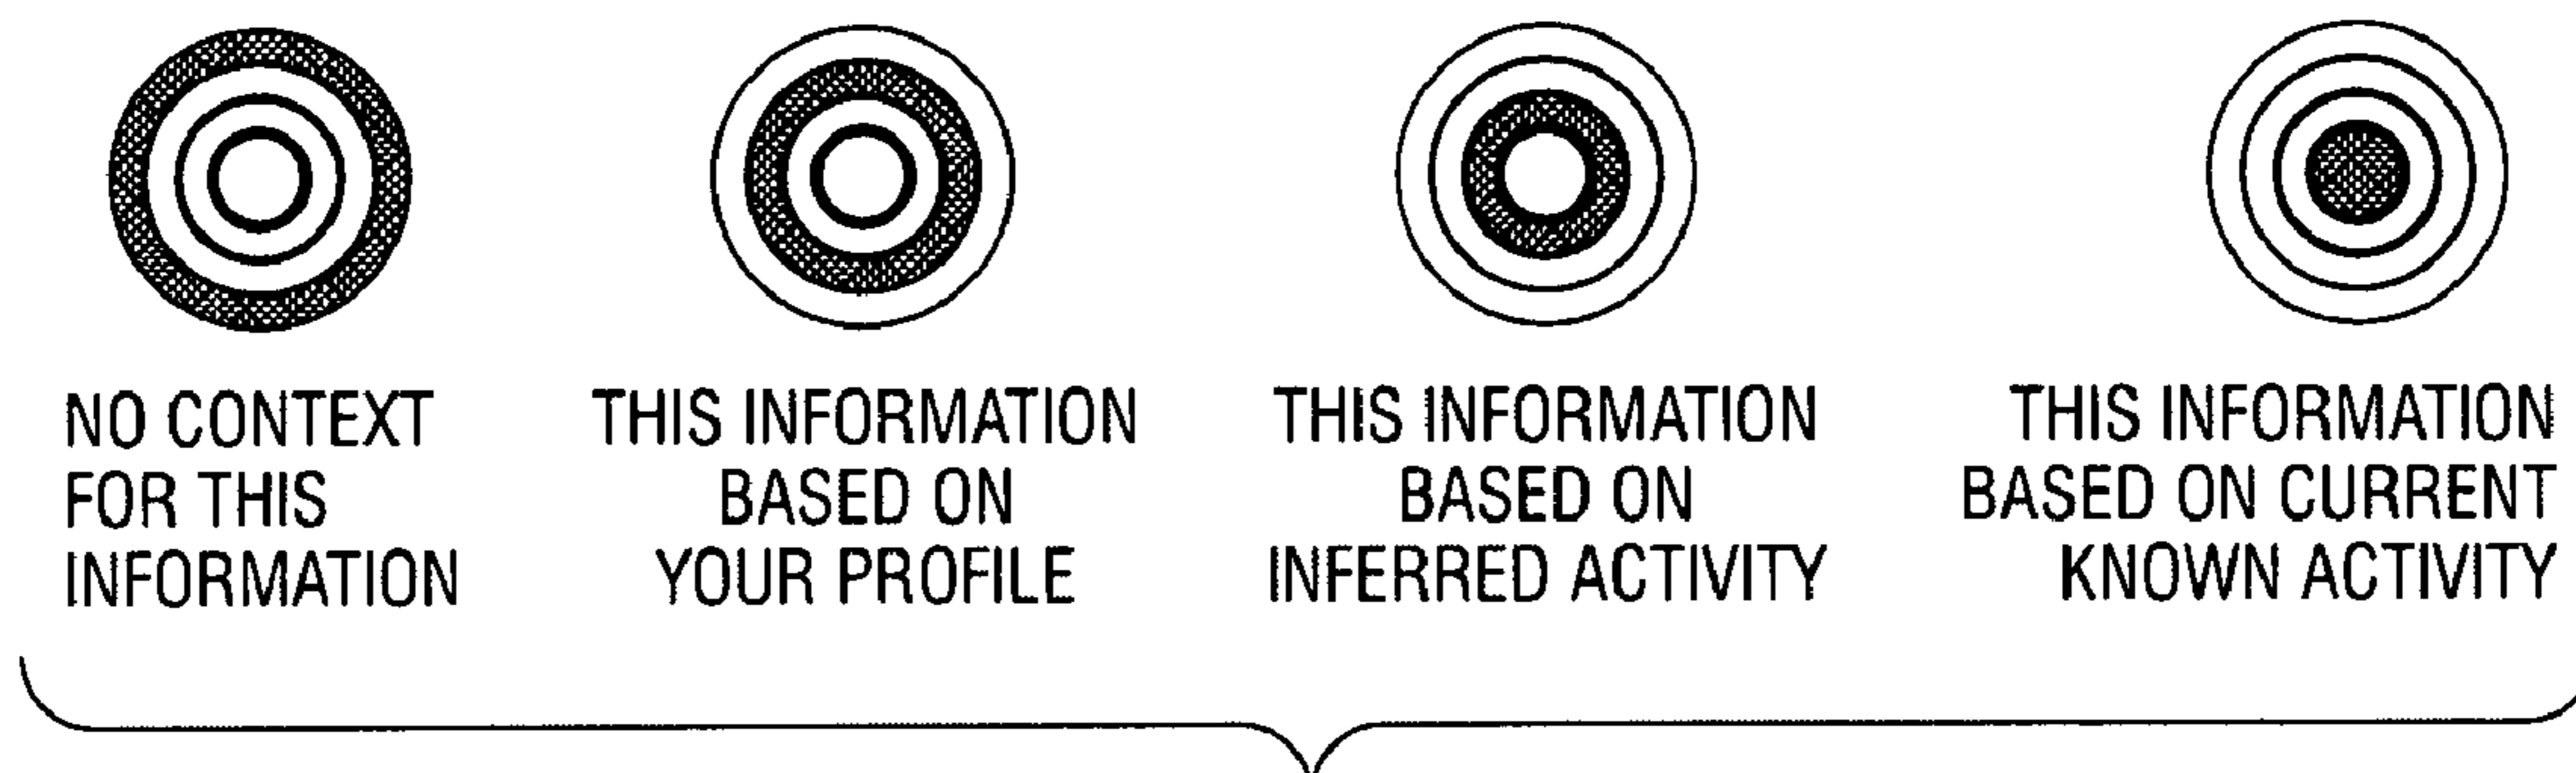 NO CONTEXT
FOR THIS
INFORMATION
THIS INFORMATION
BASED ON
YOUR PROFILE
THIS INFORMATION
BASED ON
INFERRED ACTIVITY
THIS INFORMATION
BASED ON CURRENT
KNOWN ACTIVITY